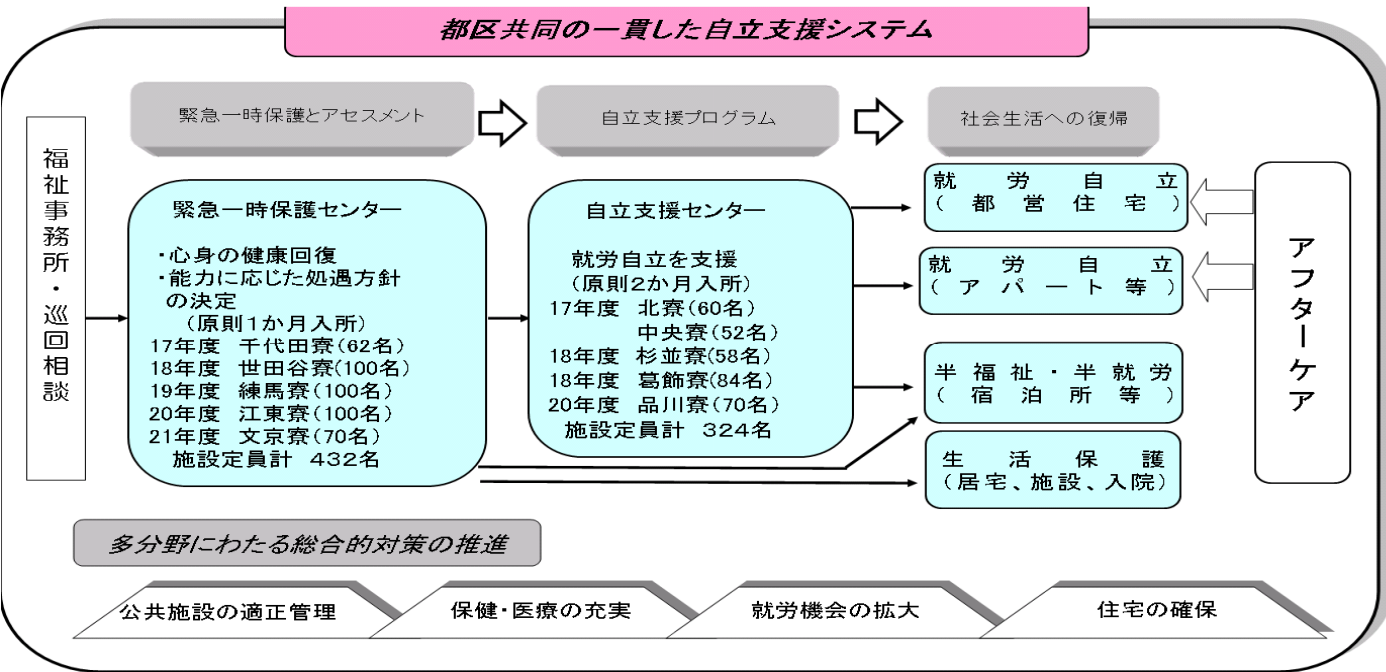 都区共同の一貫した自立支援システム
緊急一時保護とアセスメント
自立支援プログラム
社会生活への復帰
福祉事務所・巡回相談
緊急一時保護センター
・心身の健康回復
・能力に応じた処遇方針
の決定
(原則1か月入所)
17年度 千代田寮(62名)
18年度 世田谷寮(100名)
19年度 練馬寮(100名)
20年度 江東寮(100名)
21年度 文京寮(70名)
施設定員計 432名
自立支援センター
就労自立を支援
(原則2か月入所)
17年度 北寮(60名)
中央寮(52名)
18年度 杉並寮(58名)
18年度 葛飾寮(84名)
20年度 品川寮(70名)
施設定員計 324名
就労自立
(都営住宅)
就労自立
(アパート等)
半福祉・半就労
(宿泊所等)
生活保護
(居宅、施設、入院)
アフターケア
多分野にわたる総合的対策の推進
公共施設の適正管理
保健・医療の充実
就労機会の拡大
住宅の確保